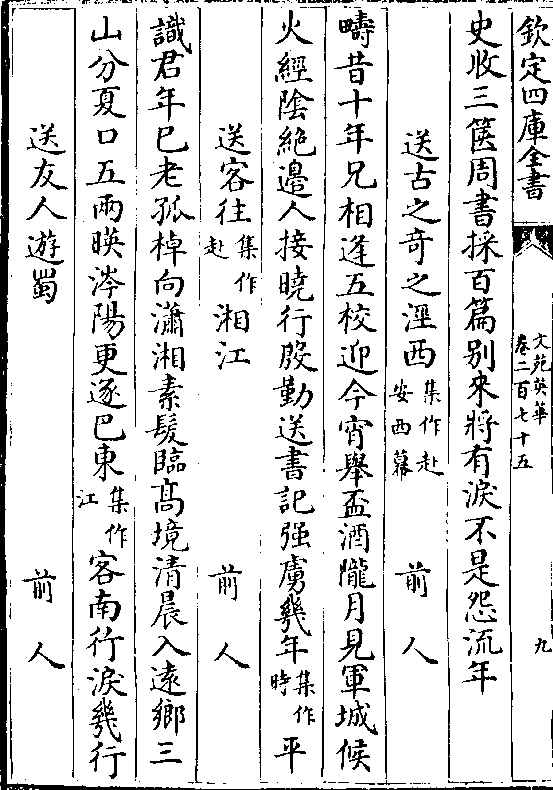 欽定四庫全書
文苑英華
卷二百七十五
九
史收三篋周書採百篇别來將有淚不是怨流年
送古之奇之涇西集作赴安西幕 前人
疇昔十年兄相逢五校迎今宵舉盃酒隴月見軍城候
火經陰絶邉人接曉行殷勤送書記强虜幾年集作時平
送客往集作赴湘江 前人
識君年已老孤棹向瀟湘素髪臨髙境清晨入遠鄉三
山分夏口五兩暎涔陽更逐巴東集作江客南行淚幾行
送友人遊蜀 前人